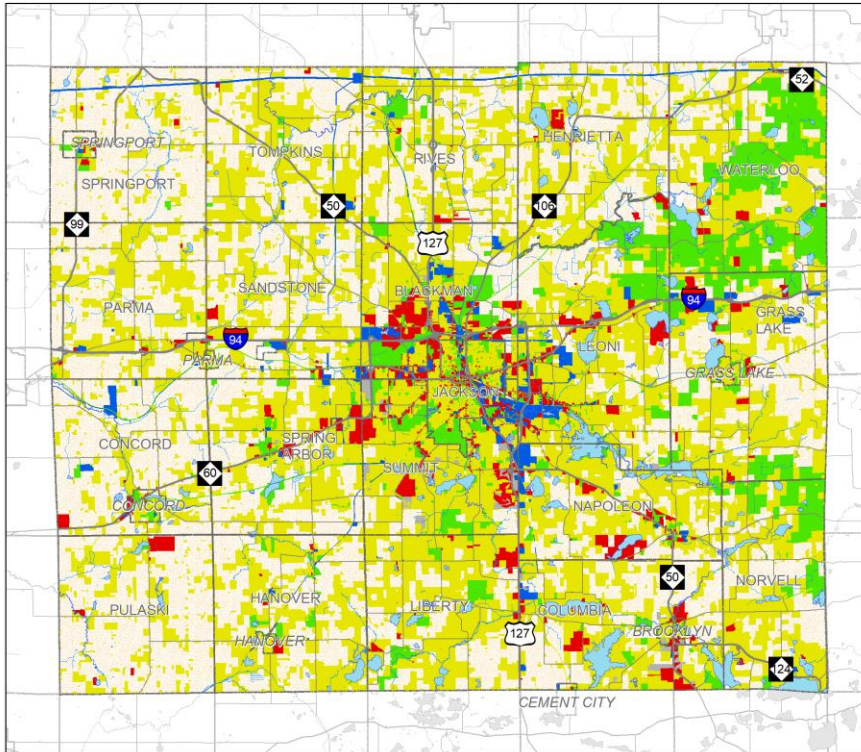 52
SPRINGPORT
TOMPKINS
RIVES
HENRIETTA
WATERLOO
SPRINGPORT
50
106
99
127
SANDSTONE
BLACKMAN
PARMA
94
GRASS
LAKE
94
PARMA
LEONI
GRASS LAKE
JACKSON
CONCORD
SPRING
ARBOR
SUMMIT
60
CONCORD
NAPOLEON
50
NORVELL
PULASKI
HANOVER
LIBERTY
COLUMBIA
HANOVER
127
BROCKLYN
124
CEMENT CITY